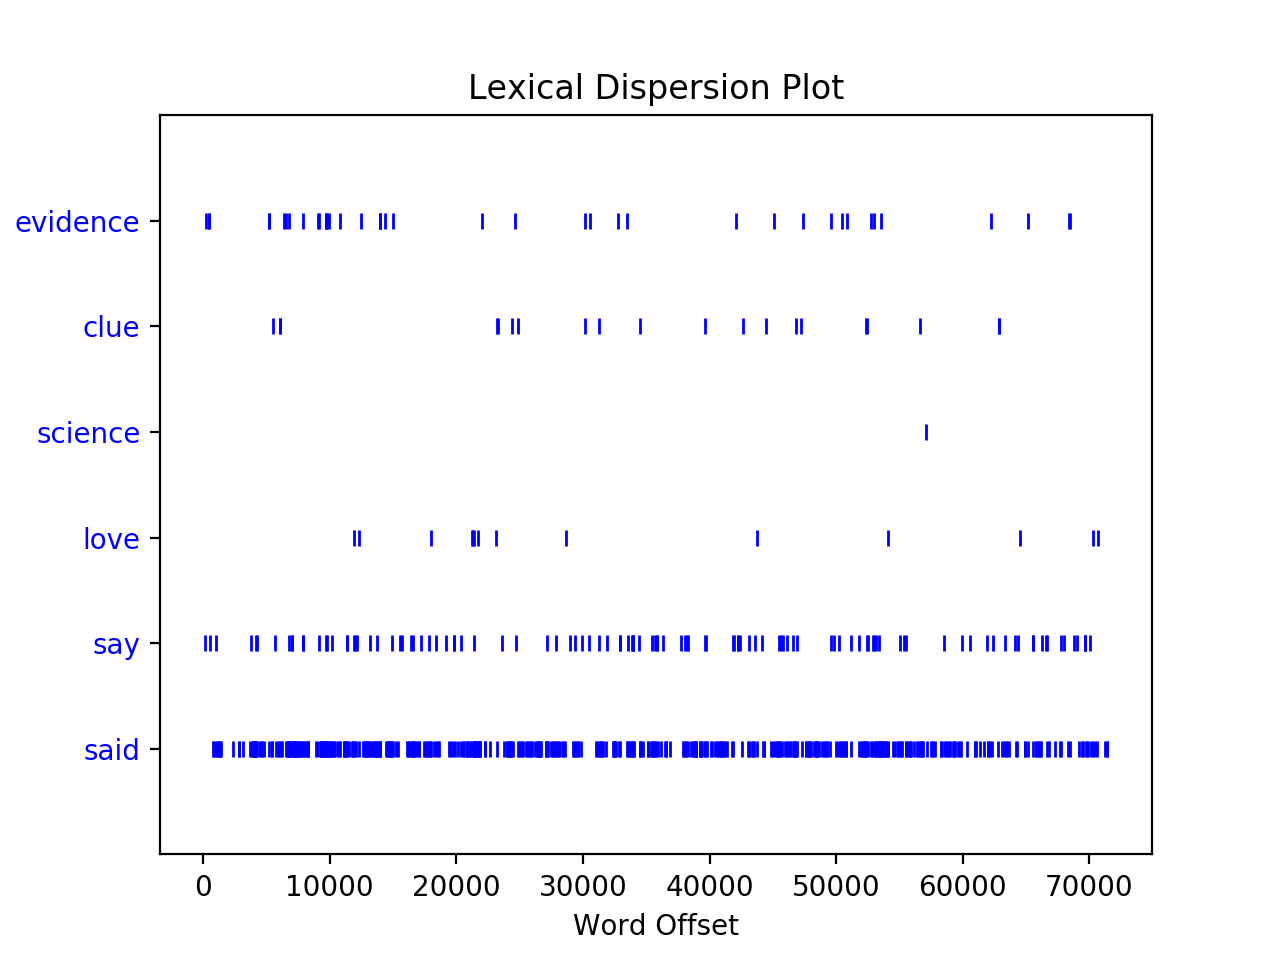 Lexical Dispersion Plot
evidence
clue
science
love
say
said
0 10000 20000 30000 40000 50000 60000 70000
Word Offset